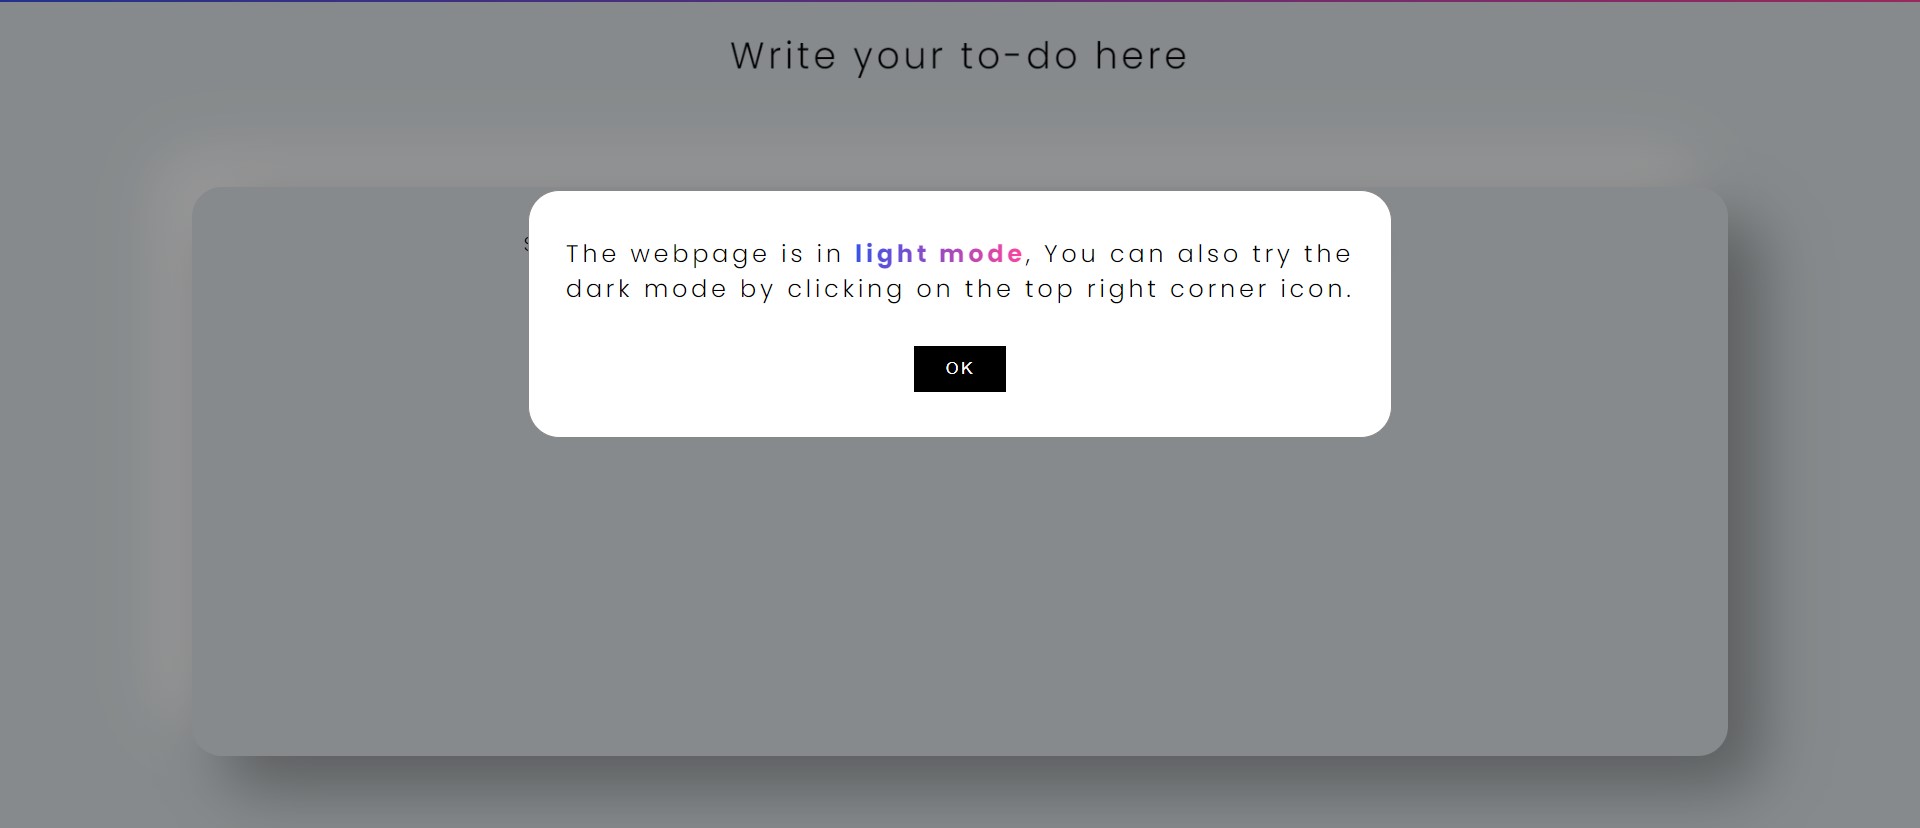 Write your to-do here
The webpage is in light mode, You can also try the
dark mode by clicking on the top right corner icon.
OK